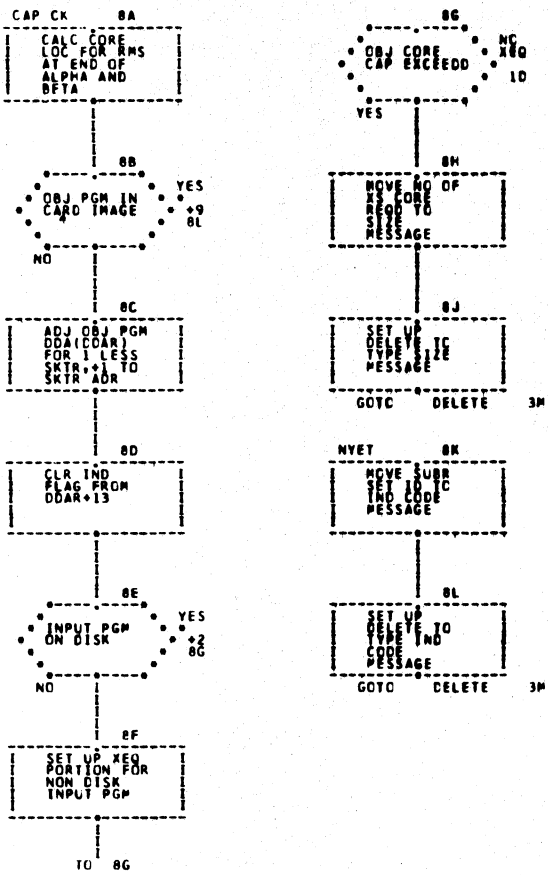 CAP CK 8A
CALC CORE
LOC FOR RMS
AT END OF
ALPHA AND
BETA
8B
OBJ PGM IN
CARD IMAGE
YES
+9
8L
NO
8C
ADJ OBJ PGM
DDA(DDAR)
FOR 1 LESS
SKTR,+1 TO
SKTR ADR
8D
CLR IND
FLAG FROM
DDAR+13
8E
INPUT PGM
ON DISK
YES
+2
8G
NO
8F
SET UP XEQ
PORTION FOR
NON DISK
INPUT PGM
TO 8G
8G
OBJ CORE
CAP EXCEEDD
NO
XEQ
1D
YES
8H
MOVE NO OF
XS CORE
REQD TO
SIZE
MESSAGE
8J
SET UP
DELETE TO
TYPE SIZE
MESSAGE
GOTO DELETE 3M
NYET 8K
MOVE SUBR
SET ID TO
IND CODE
MESSAGE
8L
SET UP
DELETE TO
TYPE IND
CODE
MESSAGE
GOTO DELETE 3M